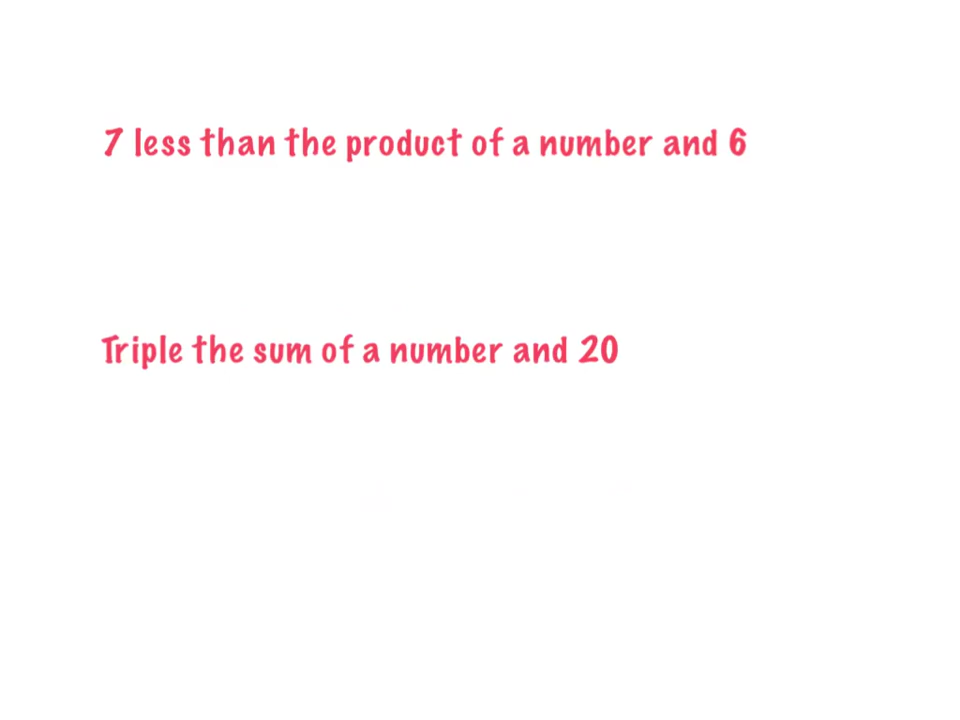 7 less than the product of a number and 6
Triple the sum of a number and 20